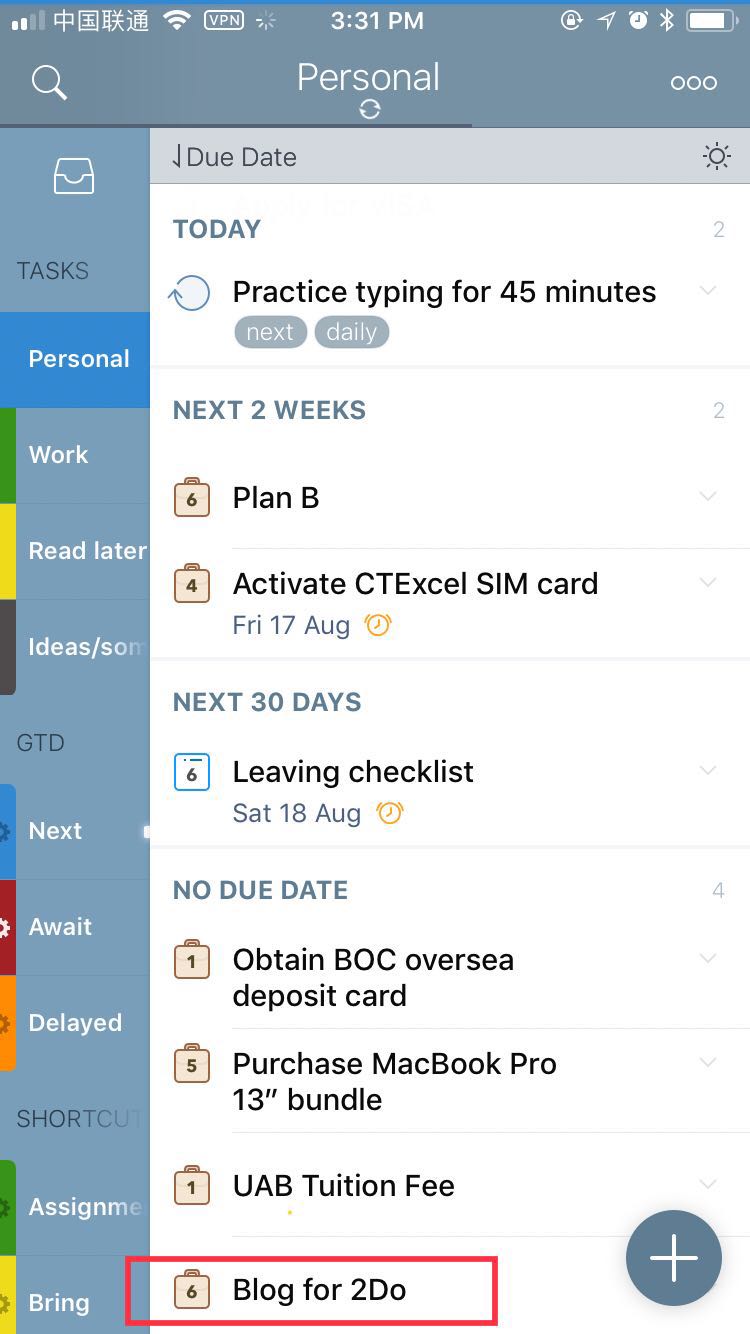 中国联通 VPN 3:31 PM
Personal
Due Date
TASKS
Personal
Work
Read later
Ideas/som
GTD
Next
Await
Delayed
SHORTCUT
Assignme
Bring
Apply for VISA
TODAY 2
Practice typing for 45 minutes
next daily
NEXT 2 WEEKS 2
6 Plan B
4 Activate CTExcel SIM card
Fri 17 Aug
NEXT 30 DAYS
6 Leaving checklist
Sat 18 Aug
NO DUE DATE 4
1 Obtain BOC oversea
deposit card
5 Purchase MacBook Pro
13” bundle
1 UAB Tuition Fee
6 Blog for 2Do